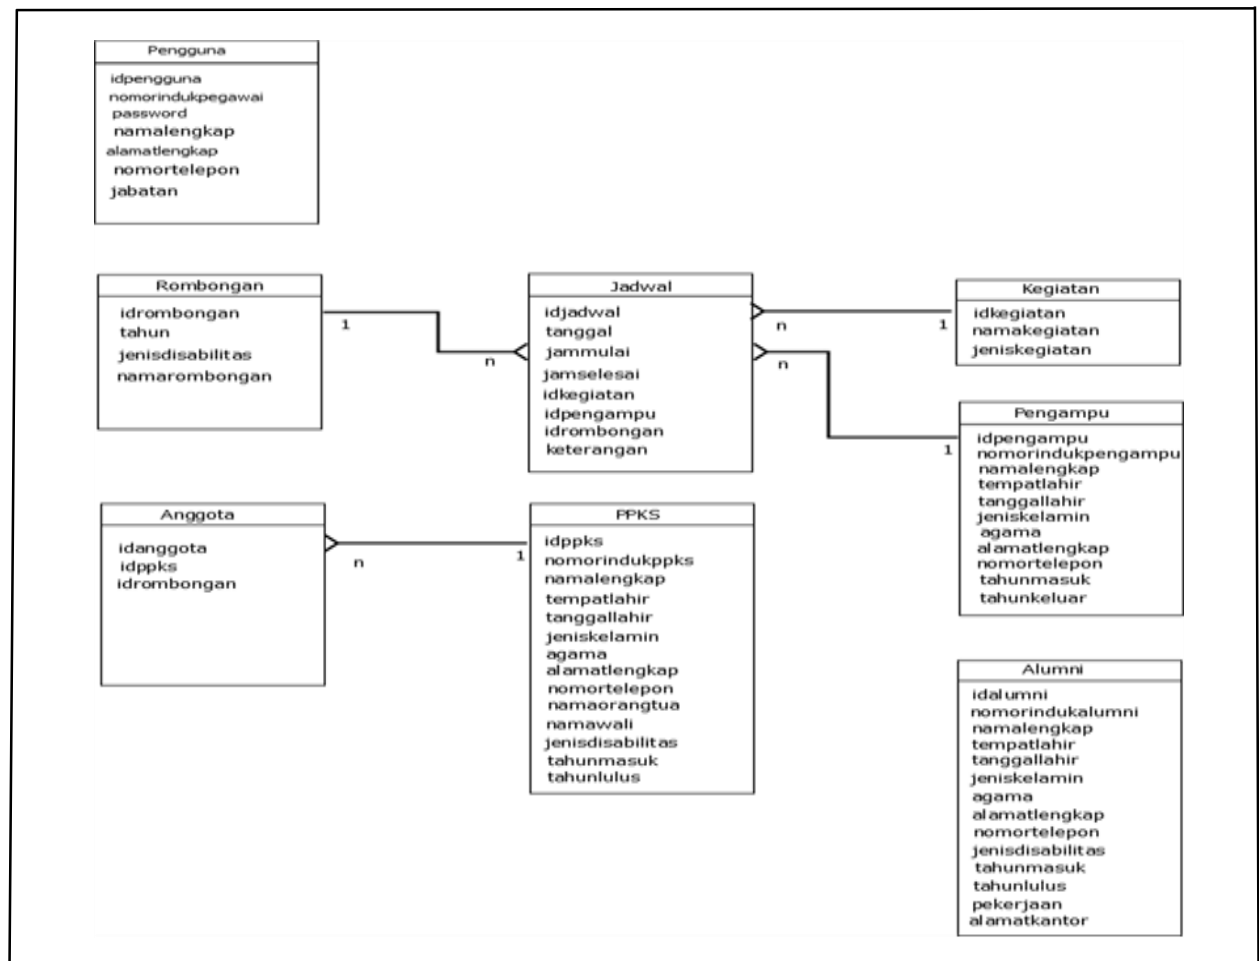 Pengguna
idpengguna
nomorindukpegawai
password
namalengkap
alamatlengkap
nomortelepon
jabatan
Rombongan
idrombongan
tahun
jenisdisabilitas
namarombongan
1
n
Jadwal
idjadwal
tanggal
jammulai
jamselesai
idkegiatan
idpengampu
idrombongan
keterangan
n
1
n
1
Kegiatan
idkegiatan
namakegiatan
jeniskegiatan
Pengampu
idpengampu
nomorindukpengampu
namalengkap
tempatlahir
tanggallahir
jeniskelamin
agama
alamatlengkap
nomortelepon
tahunmasuk
tahunkeluar
Anggota
idanggota
idppks
idrombongan
n
1
PPKS
idppks
nomorindukppks
namalengkap
tempatlahir
tanggallahir
jeniskelamin
agama
alamatlengkap
nomortelepon
namaorangtua
namawali
jenisdisabilitas
tahunmasuk
tahunlulus
Alumni
idalumni
nomorindukalumni
namalengkap
tempatlahir
tanggallahir
jeniskelamin
agama
alamatlengkap
nomortelepon
jenisdisabilitas
tahunmasuk
tahunlulus
pekerjaan
alamatkantor